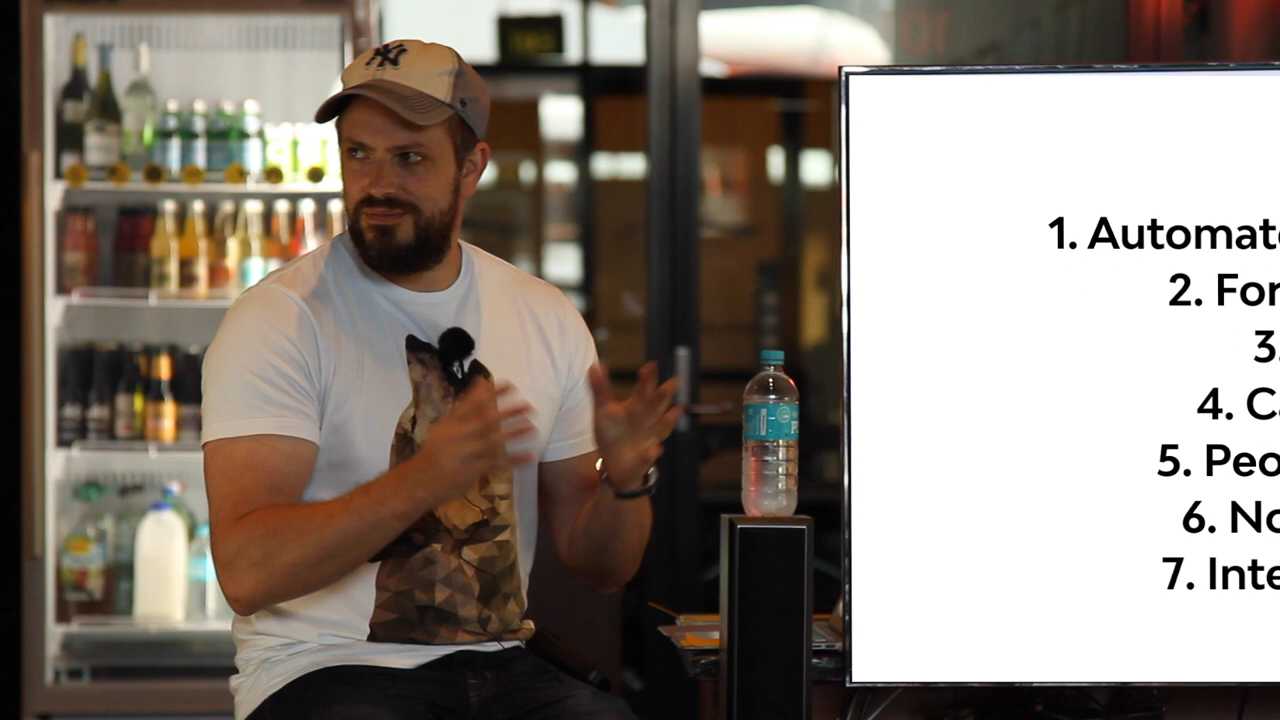 NY
1. Automat
2. For
3.
4. C
5. Peo
6. No
7. Inte